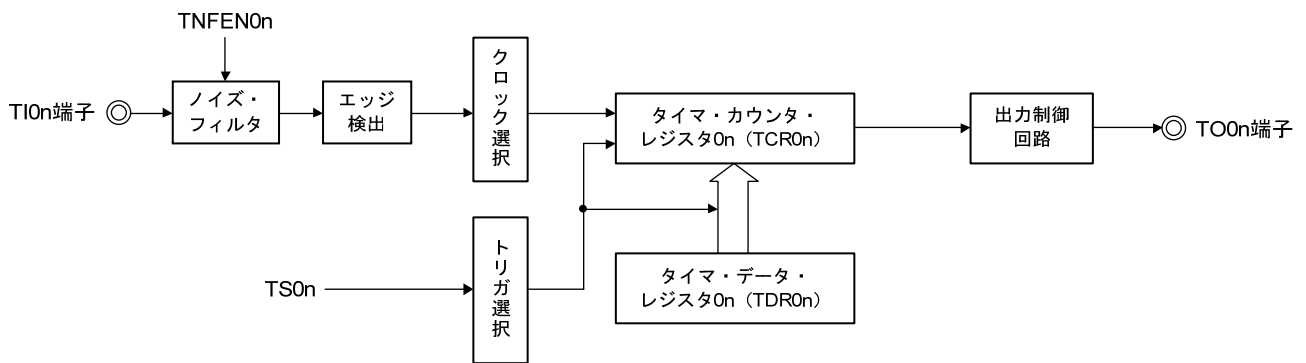 TNFEN0n
TI0n端子
ノイズ・
フィルタ
エッジ
検出
クロック選択
タイマ・カウンタ・
レジスタ0n（TCR0n）
出力制御
回路
TO0n端子
TS0n
トリガ選択
タイマ・データ・
レジスタ0n（TDR0n）